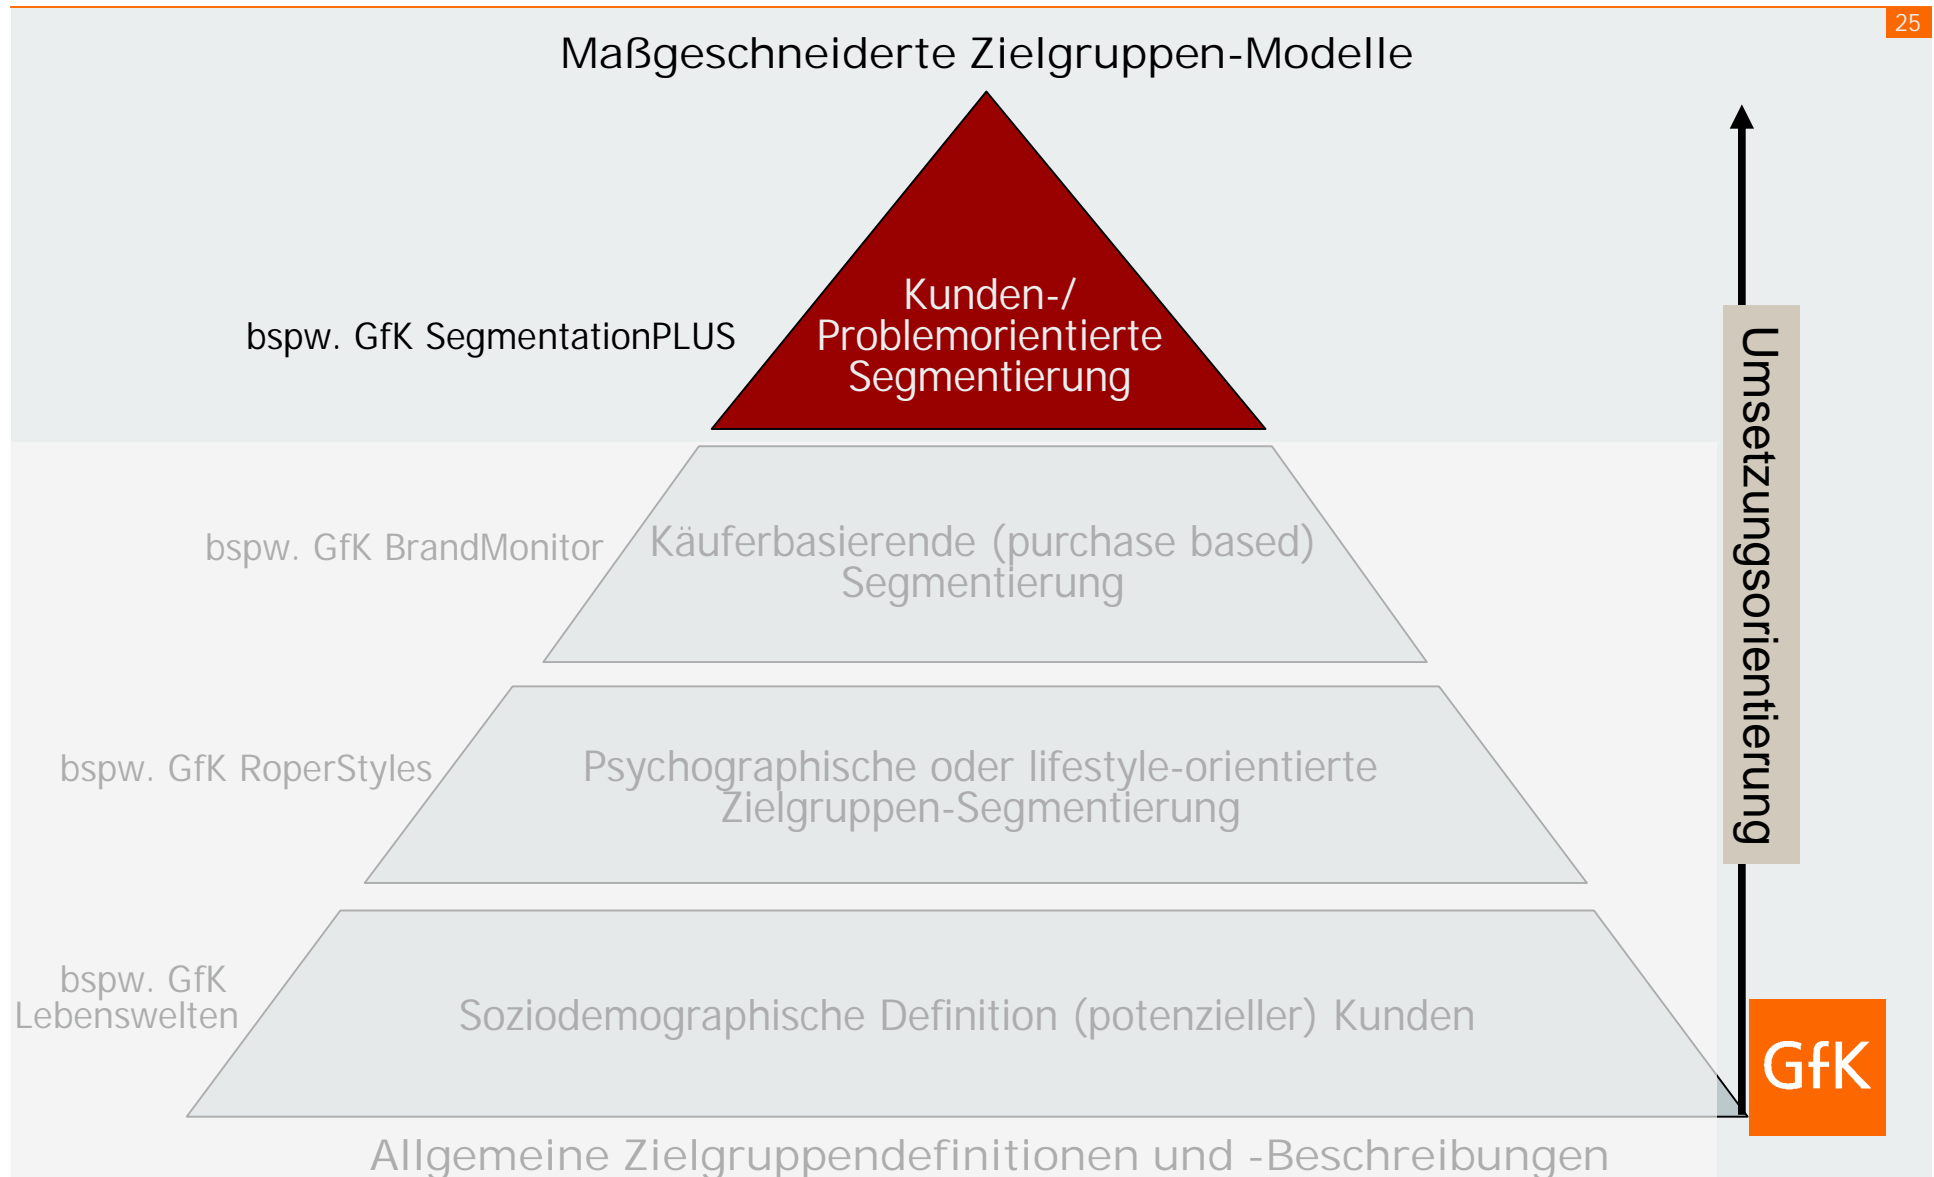 25
Maßgeschneiderte Zielgruppen-Modelle
Kunden-/
Problemorientierte
Segmentierung
bspw. GfK SegmentationPLUS
Umsetzungsorientierung
bspw. GfK BrandMonitor
Käuferbasierende (purchase based)
Segmentierung
bspw. GfK RoperStyles
Psychographische oder lifestyle-orientierte
Zielgruppen-Segmentierung
bspw. GfK
Lebenswelten
Soziodemographische Definition (potenzieller) Kunden
GfK
Allgemeine Zielgruppendefinitionen und -Beschreibungen